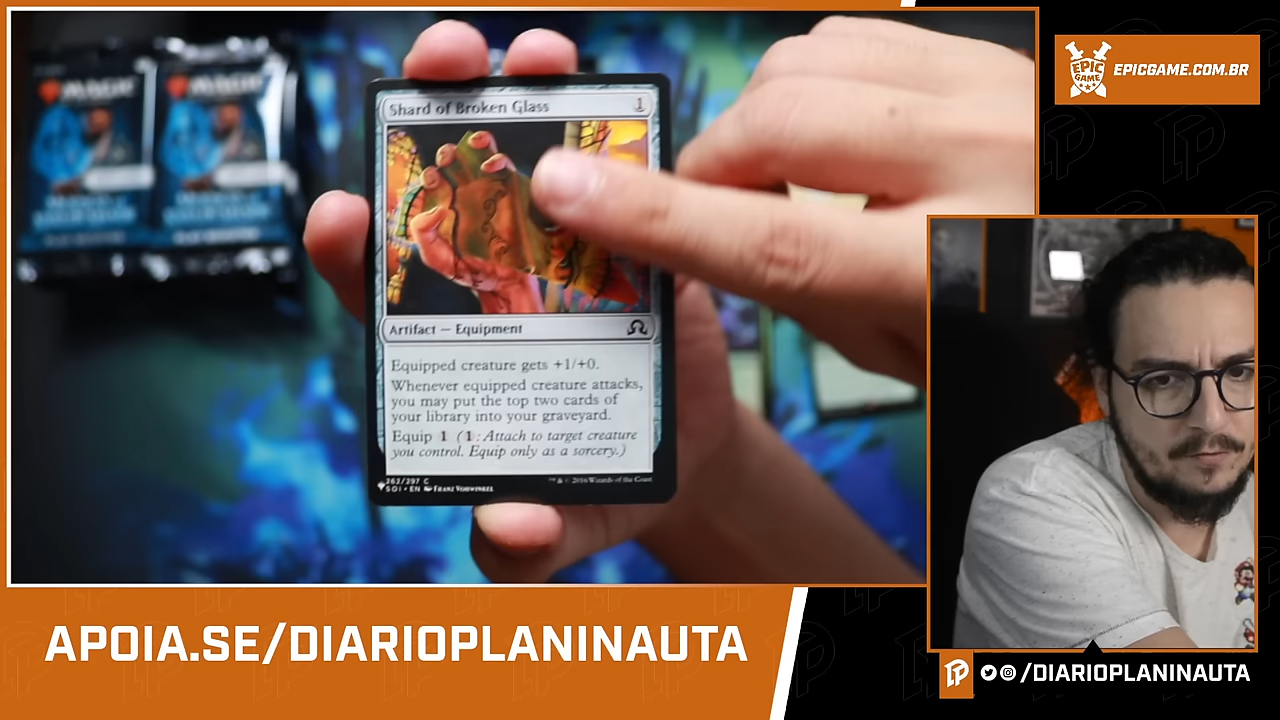 MAGIC
MAGIC
Shard of Broken Glass 1
Artifact — Equipment
Equipped creature gets +1/+0.
Whenever equipped creature attacks,
you may put the top two cards of
your library into your graveyard.
Equip 1 (1: Attach to target creature
you control. Equip only as a sorcery.)
262/297 C
SOI • EN Franz Vohwinkel
™ & © 2016 Wizards of the Coast
EPIC
GAME
EPICGAME.COM.BR
APOIA.SE/DIARIOPLANINAUTA
/DIARIOPLANINAUTA